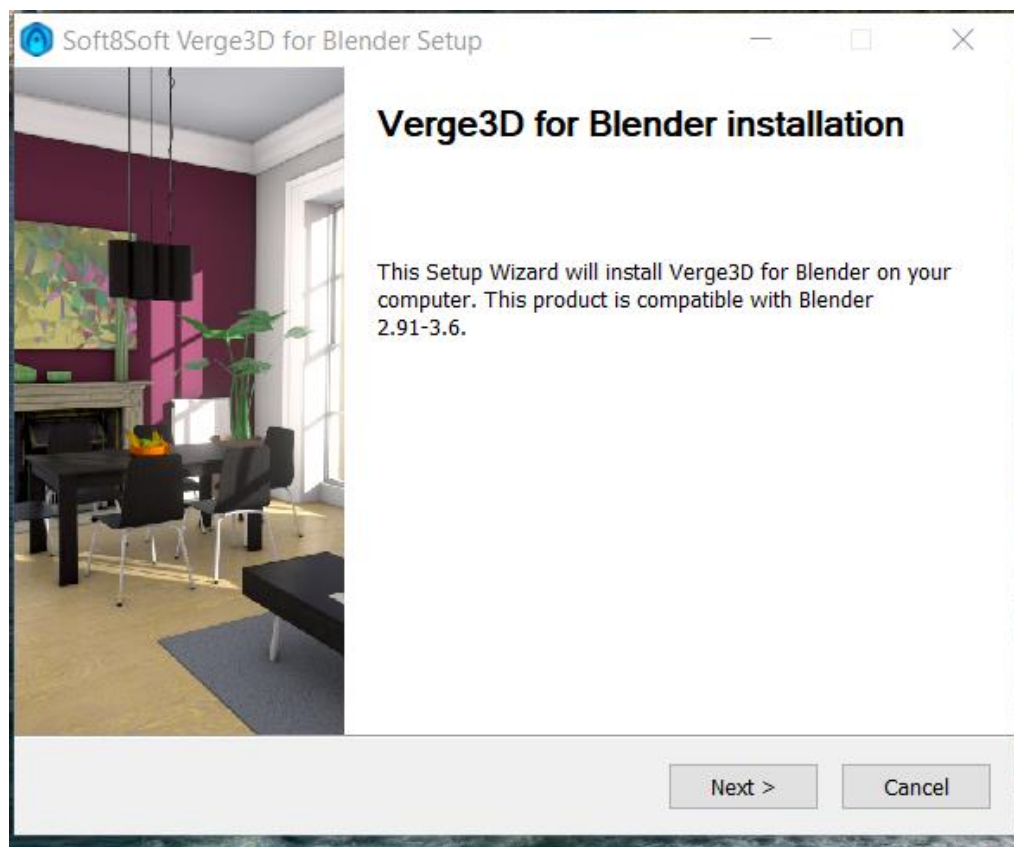 Soft8Soft Verge3D for Blender Setup
Verge3D for Blender installation
This Setup Wizard will install Verge3D for Blender on your
computer. This product is compatible with Blender
2.91-3.6.
Next >
Cancel